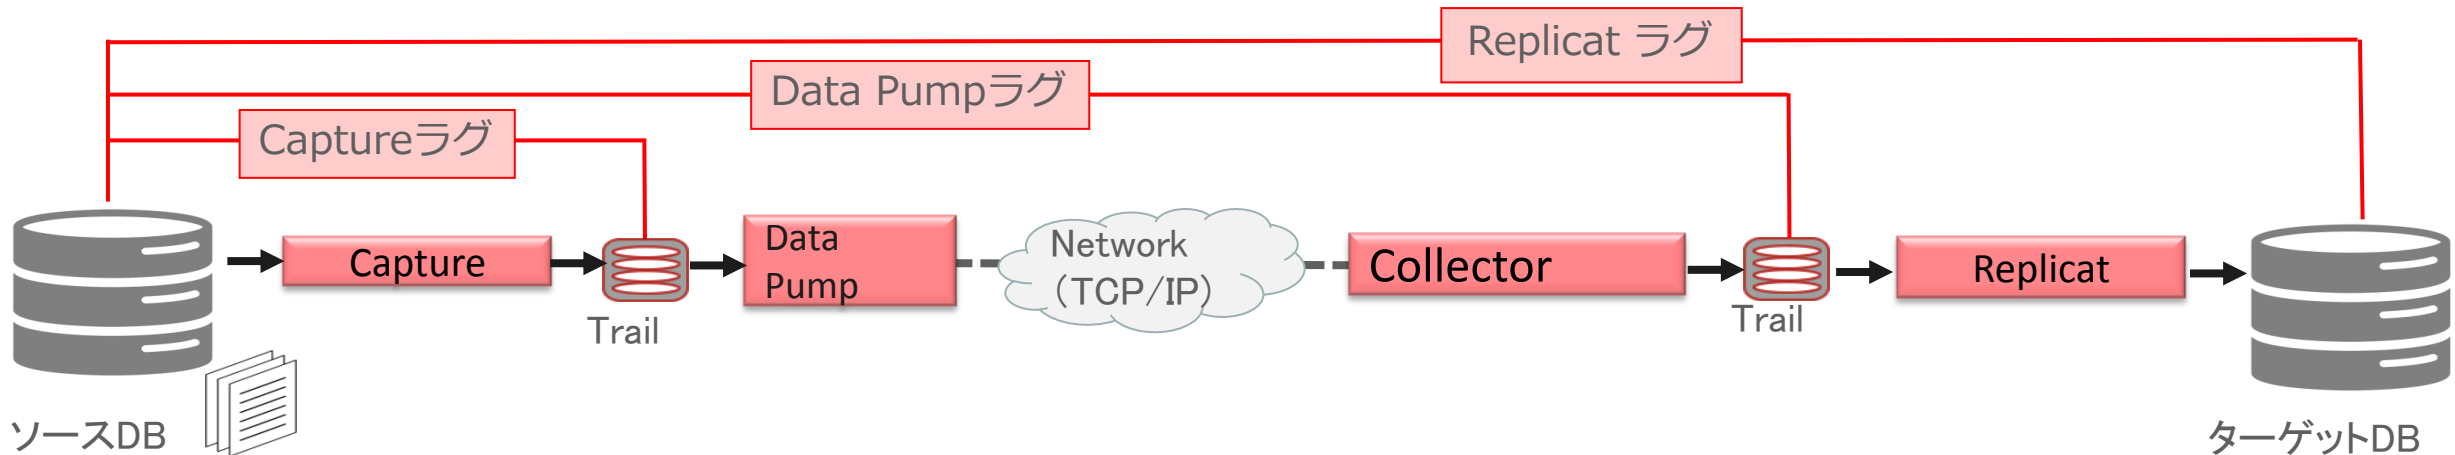 Replicat ラグ
Data Pumpラグ
Captureラグ
Capture
Trail
Data
Pump
Network
(TCP/IP)
Collector
Trail
Replicat
ソースDB
ターゲットDB